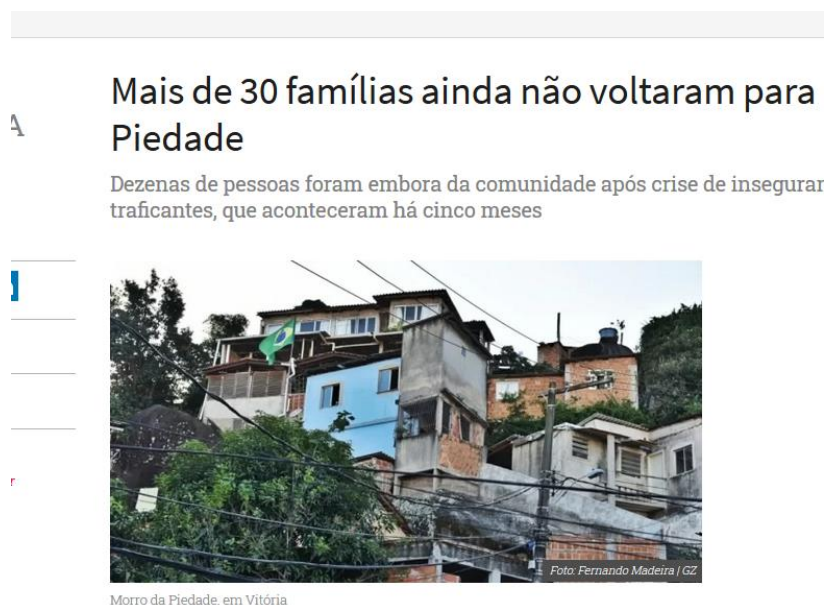 Mais de 30 famílias ainda não voltaram para
Piedade
Dezenas de pessoas foram embora da comunidade após crise de
traficantes, que aconteceram há cinco meses
Foto: Fernando Madeira | GZ
Morro da Piedade, em Vitória